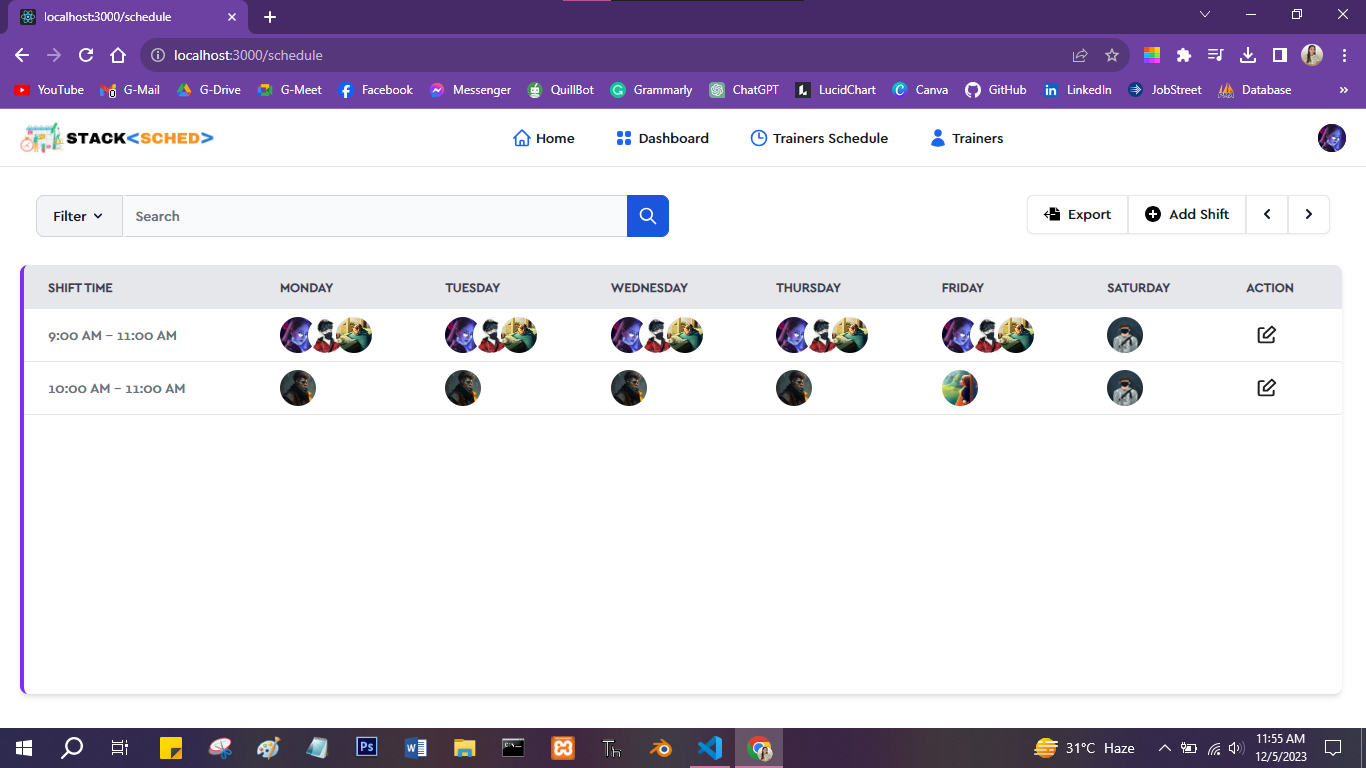 localhost:3000/schedule
localhost:3000/schedule
YouTube G-Mail G-Drive G-Meet Facebook Messenger QuillBot Grammarly ChatGPT LucidChart Canva GitHub LinkedIn JobStreet Database »
STACK<SCHED> Home Dashboard Trainers Schedule Trainers
Filter Search Export Add Shift
SHIFT TIME MONDAY TUESDAY WEDNESDAY THURSDAY FRIDAY SATURDAY ACTION
9:00 AM - 11:00 AM
10:00 AM - 11:00 AM
Ps Th 31°C Haze 11:55 AM
12/5/2023